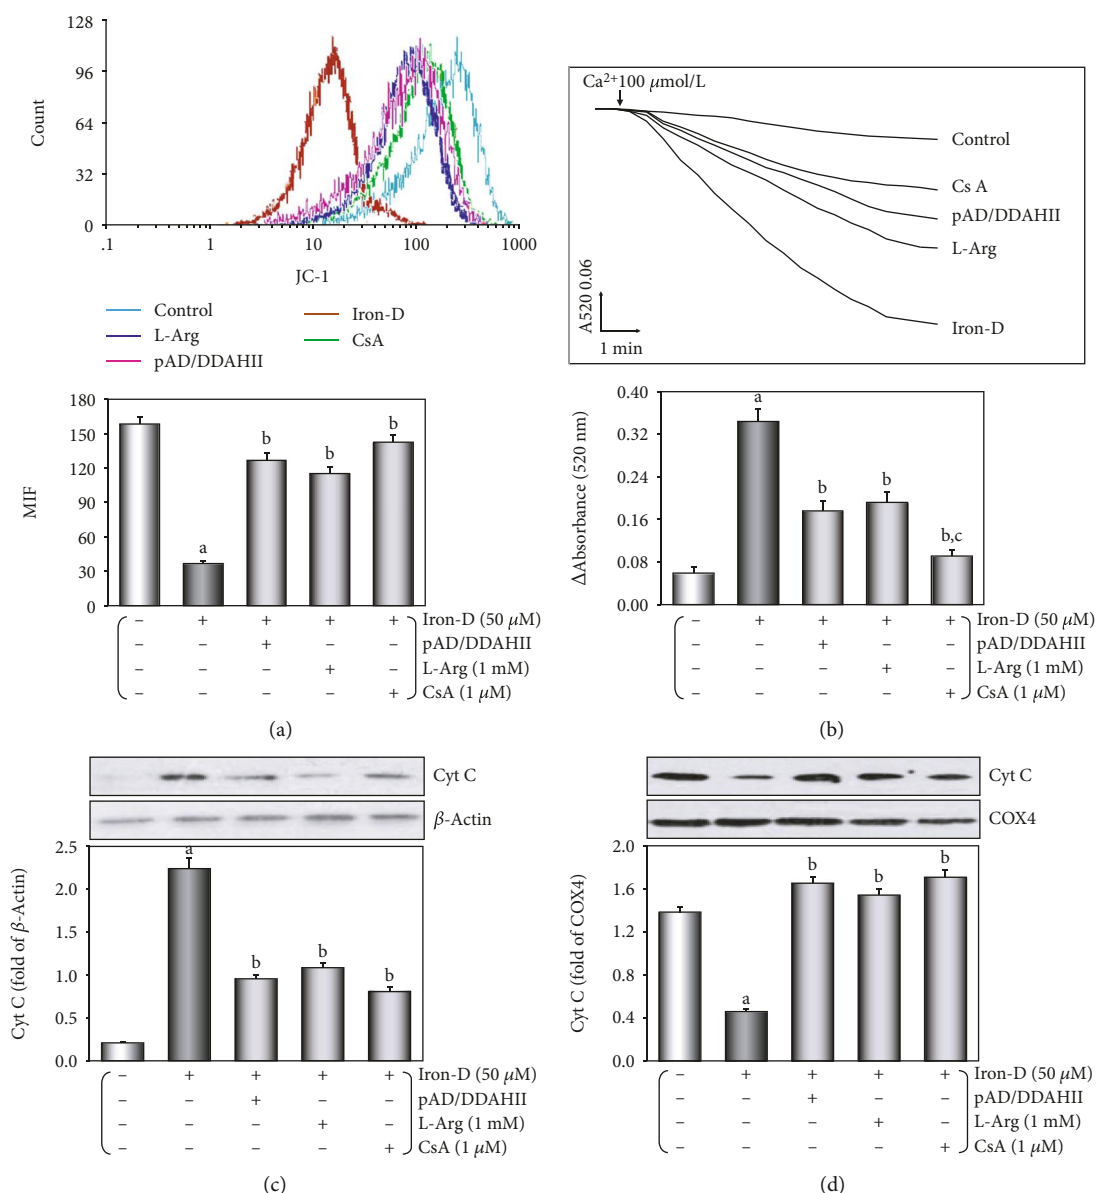 128
96
64
32
0
Count
.1 1 10 100 1000
JC-1
Control
L-Arg
pAD/DDAHII
Iron-D
CsA
180
150
120
90
60
30
0
MIF
a
b
b
b
– + + + + Iron-D (50 μM)
– – + – – pAD/DDAHII
– – – + – L-Arg (1 mM)
– – – – + CsA (1 μM)
(a)
Ca²⁺100 μmol/L
Control
Cs A
pAD/DDAHII
L-Arg
Iron-D
A520 0.06
1 min
0.40
0.32
0.24
0.16
0.08
0.00
ΔAbsorbance (520 nm)
a
b
b
b,c
– + + + + Iron-D (50 μM)
– – + – – pAD/DDAHII
– – – + – L-Arg (1 mM)
– – – – + CsA (1 μM)
(b)
Cyt C
β-Actin
2.5
2.0
1.5
1.0
0.5
0.0
Cyt C (fold of β-Actin)
a
b
b
b
– + + + + Iron-D (50 μM)
– – + – – pAD/DDAHII
– – – + – L-Arg (1 mM)
– – – – + CsA (1 μM)
(c)
Cyt C
COX4
2.0
1.6
1.2
0.8
0.4
0.0
Cyt C (fold of COX4)
a
b
b
b
– + + + + Iron-D (50 μM)
– – + – – pAD/DDAHII
– – – + – L-Arg (1 mM)
– – – – + CsA (1 μM)
(d)